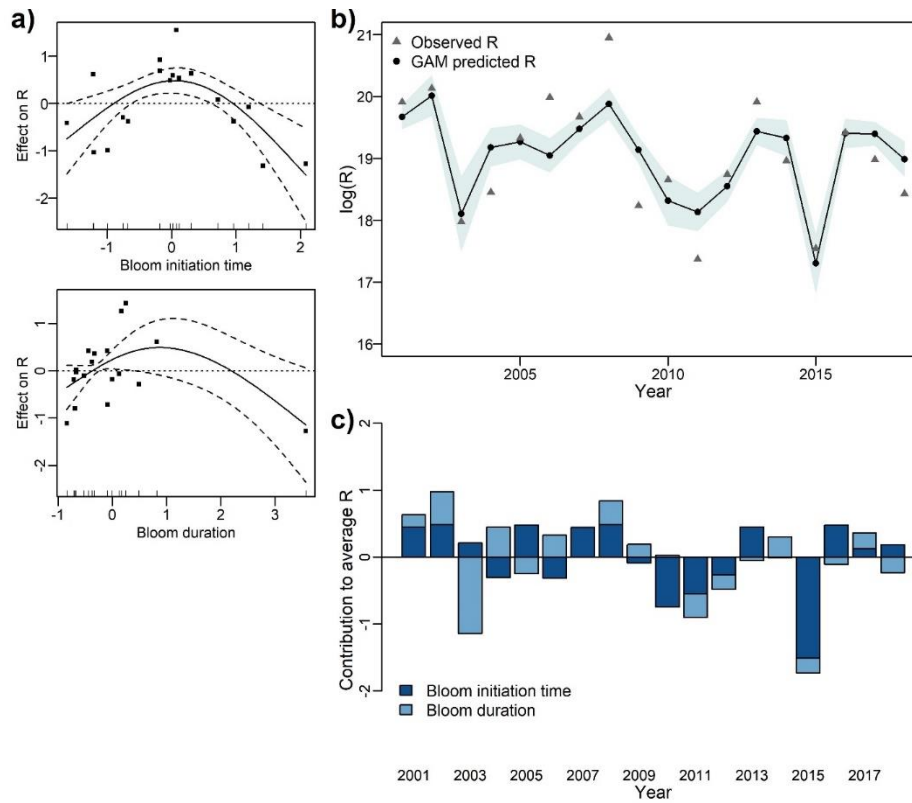 a)
Effect on R
1
0
-1
-2
-1
0
1
2
Bloom initiation time
Effect on R
1
0
-1
-2
-1
0
1
2
3
Bloom duration
b)
log(R)
21
20
19
18
17
16
Observed R
GAM predicted R
2005
2010
2015
Year
c)
Contribution to average R
2
1
0
-1
-2
Bloom initiation time
Bloom duration
2001 2003 2005 2007 2009 2011 2013 2015 2017
Year